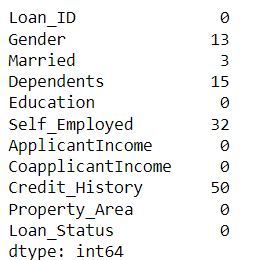 Loan_ID 0
Gender 13
Married 3
Dependents 15
Education 0
Self_Employed 32
ApplicantIncome 0
CoapplicantIncome 0
Credit_History 50
Property_Area 0
Loan_Status 0
dtype: int64